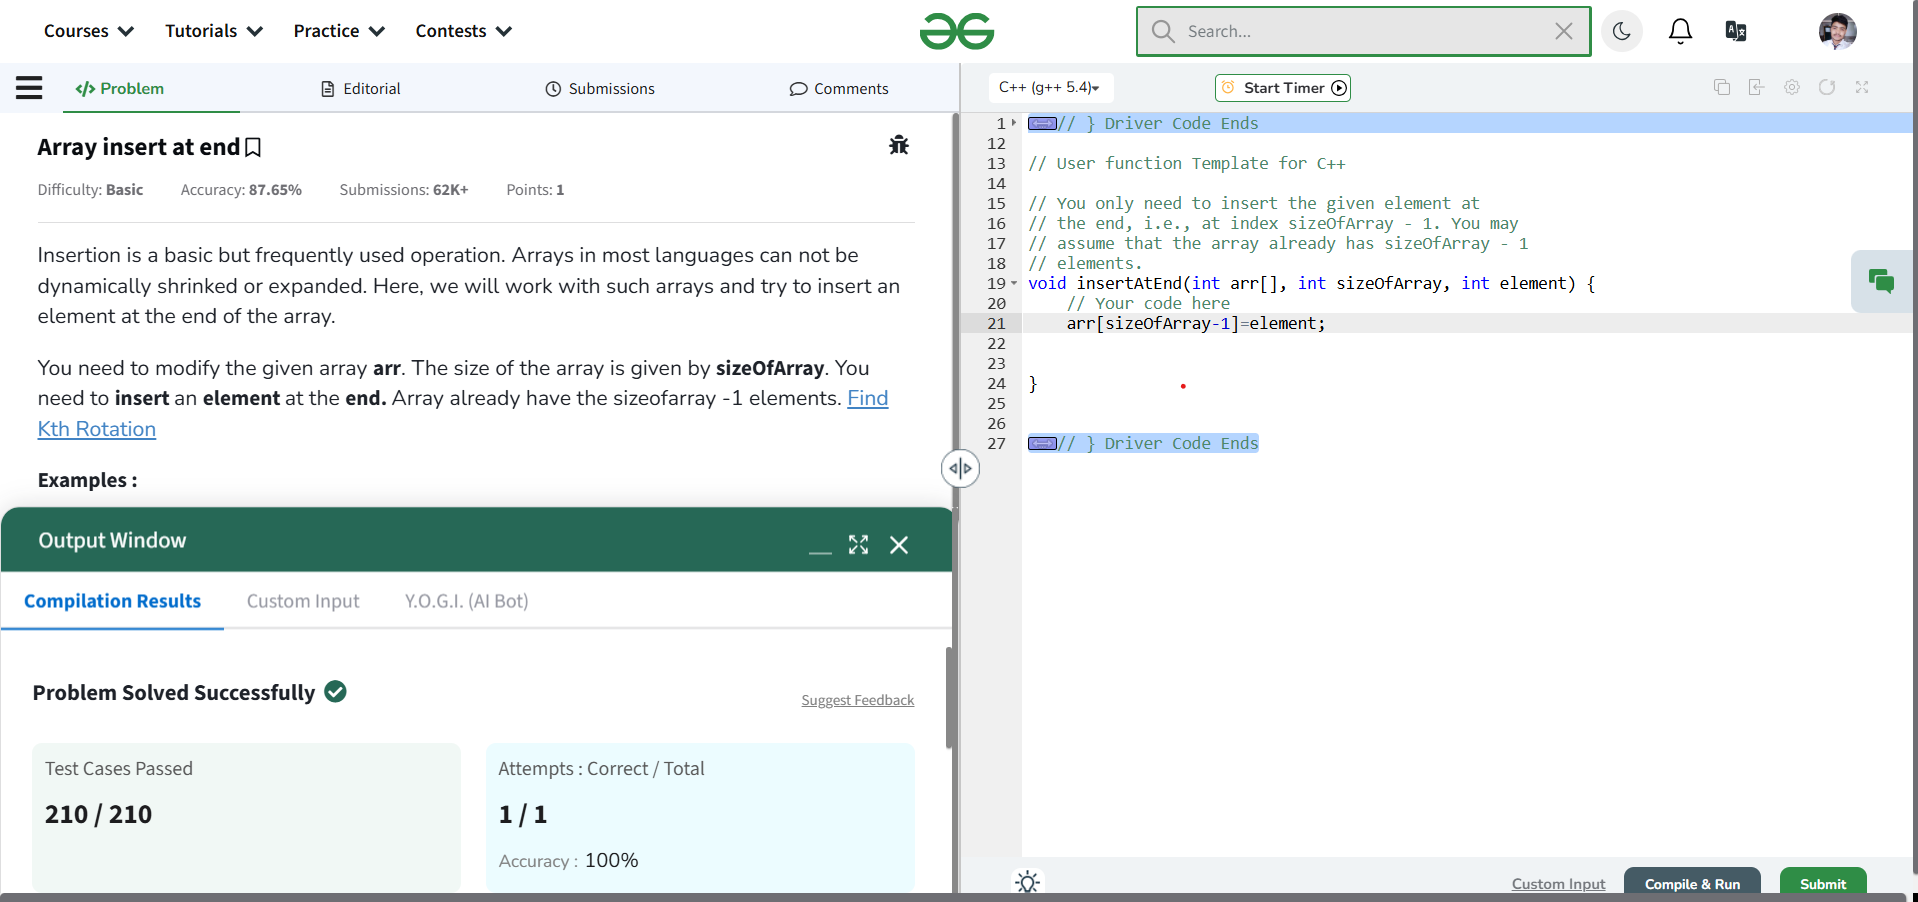 Courses Tutorials Practice Contests Search...
</> Problem Editorial Submissions Comments
Array insert at end
Difficulty: Basic Accuracy: 87.65% Submissions: 62K+ Points: 1
Insertion is a basic but frequently used operation. Arrays in most languages can not be
dynamically shrinked or expanded. Here, we will work with such arrays and try to insert an
element at the end of the array.
You need to modify the given array arr. The size of the array is given by sizeOfArray. You
need to insert an element at the end. Array already have the sizeofarray -1 elements. Find
Kth Rotation
Examples :
Output Window
Compilation Results Custom Input Y.O.G.I. (AI Bot)
Problem Solved Successfully
Suggest Feedback
Test Cases Passed
210 / 210
Attempts : Correct / Total
1 / 1
Accuracy : 100%
C++ (g++ 5.4) Start Timer
1 // } Driver Code Ends
12
13 // User function Template for C++
14
15 // You only need to insert the given element at
16 // the end, i.e., at index sizeOfArray - 1. You may
17 // assume that the array already has sizeOfArray - 1
18 // elements.
19 void insertAtEnd(int arr[], int sizeOfArray, int element) {
20 // Your code here
21 arr[sizeOfArray-1]=element;
22
23
24 }
25
26
27 // } Driver Code Ends
Custom Input Compile & Run Submit